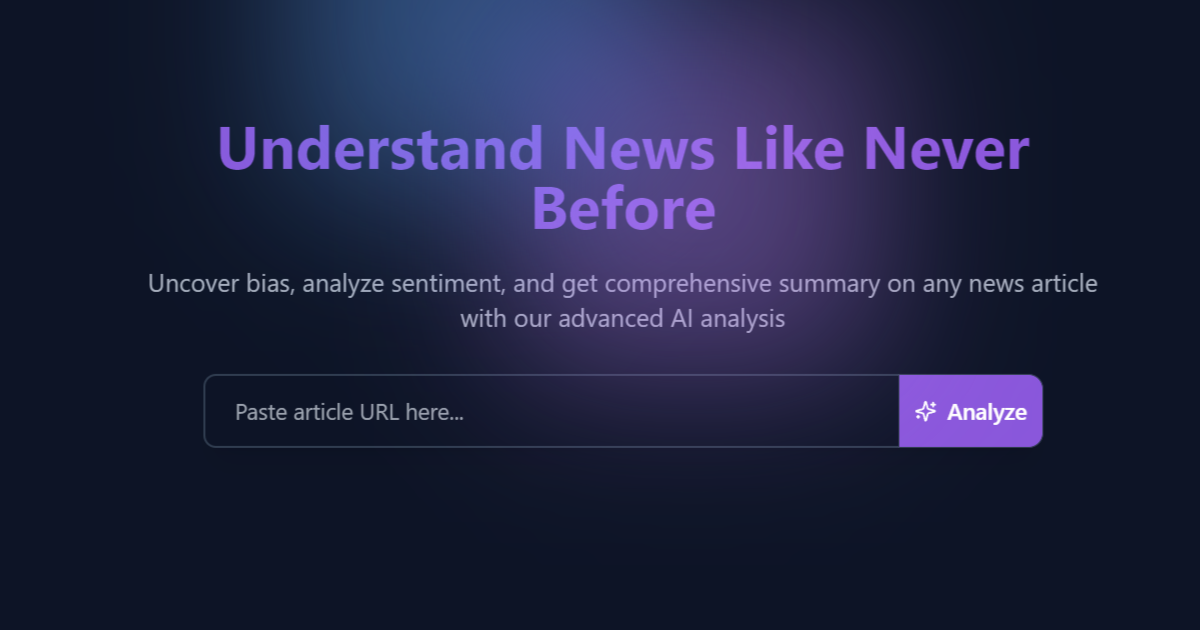 Understand News Like Never
Before
Uncover bias, analyze sentiment, and get comprehensive summary on any news article
with our advanced AI analysis
Paste article URL here...
Analyze